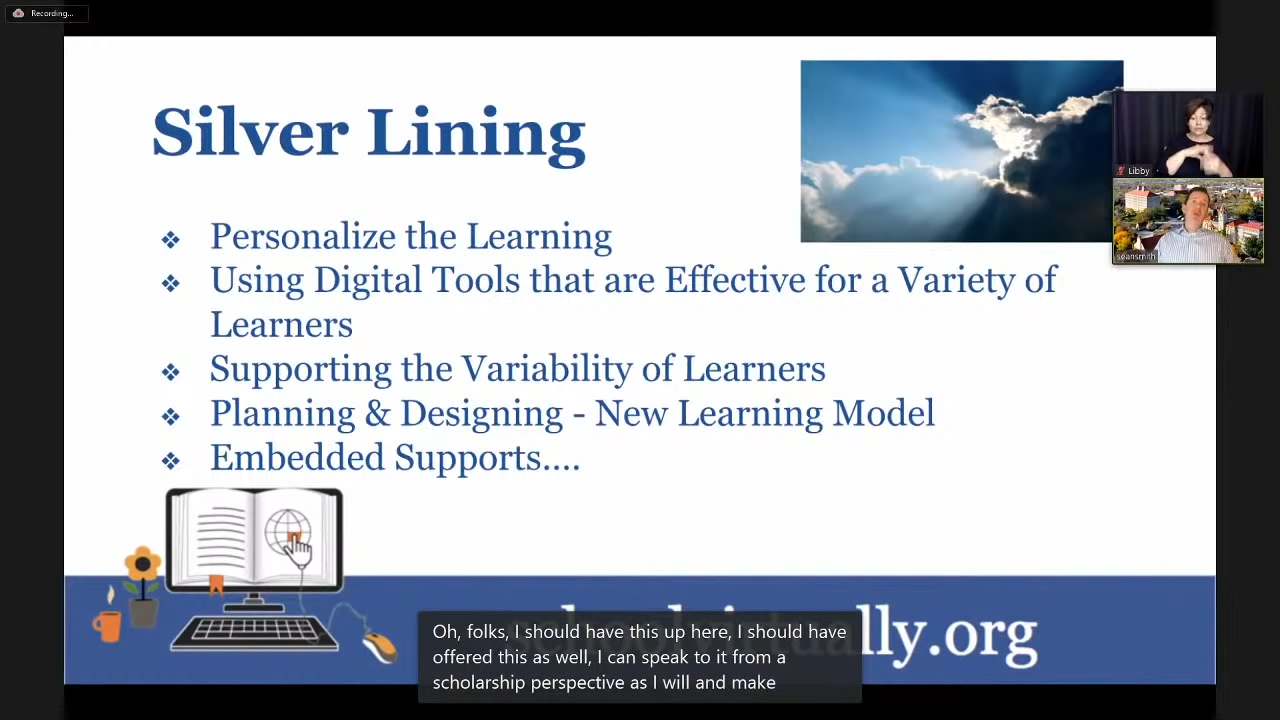 Recording...
Silver Lining
Personalize the Learning
Using Digital Tools that are Effective for a Variety of
Learners
Supporting the Variability of Learners
Planning & Designing - New Learning Model
Embedded Supports....
Libby
seansmith
schoolvirtually.org
Oh, folks, I should have this up here, I should have
offered this as well, I can speak to it from a
scholarship perspective as I will and make